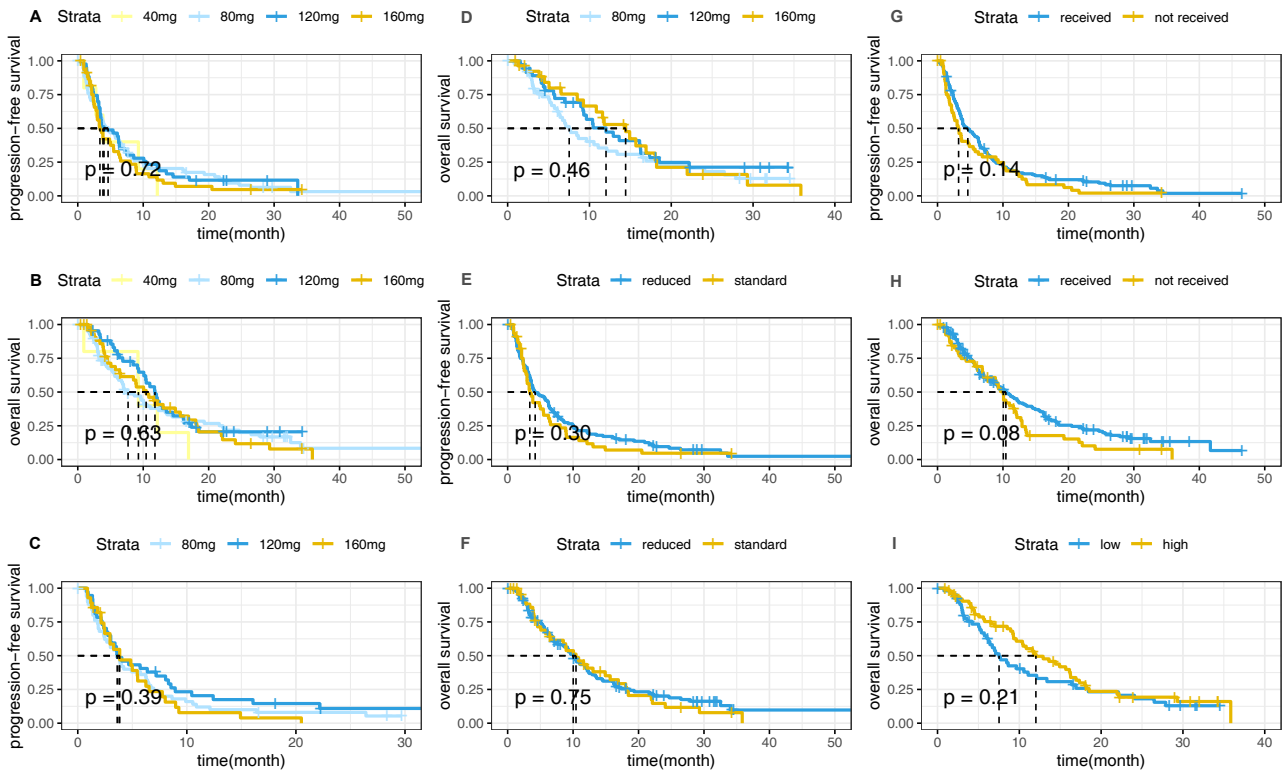 A Strata 40mg 80mg 120mg 160mg
progression-free survival
1.00
0.75
0.50
0.25
0.00
p = 0.72
0 10 20 30 40 50
time(month)
D Strata 80mg 120mg 160mg
overall survival
1.00
0.75
0.50
0.25
0.00
p = 0.46
0 10 20 30 40
time(month)
G Strata received not received
progression-free survival
1.00
0.75
0.50
0.25
0.00
p = 0.14
0 10 20 30 40 50
time(month)
B Strata 40mg 80mg 120mg 160mg
overall survival
1.00
0.75
0.50
0.25
0.00
p = 0.63
0 10 20 30 40 50
time(month)
E Strata reduced standard
progression-free survival
1.00
0.75
0.50
0.25
0.00
p = 0.30
0 10 20 30 40 50
time(month)
H Strata received not received
overall survival
1.00
0.75
0.50
0.25
0.00
p = 0.08
0 10 20 30 40 50
time(month)
C Strata 80mg 120mg 160mg
progression-free survival
1.00
0.75
0.50
0.25
0.00
p = 0.39
0 10 20 30
time(month)
F Strata reduced standard
overall survival
1.00
0.75
0.50
0.25
0.00
p = 0.75
0 10 20 30 40 50
time(month)
I Strata low high
overall survival
1.00
0.75
0.50
0.25
0.00
p = 0.21
0 10 20 30 40
time(month)